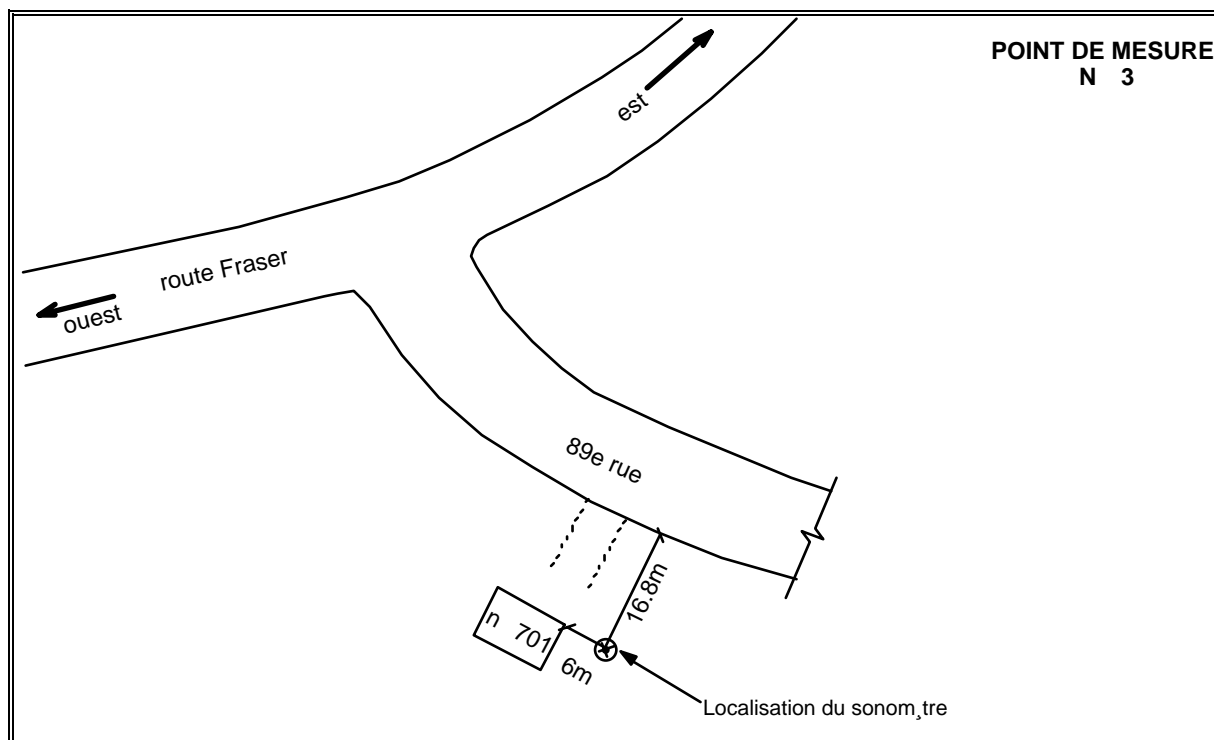 POINT DE MESURE
N 3
est
route Fraser
ouest
89e rue
16.8m
n 701
6m
Localisation du sonom¸tre